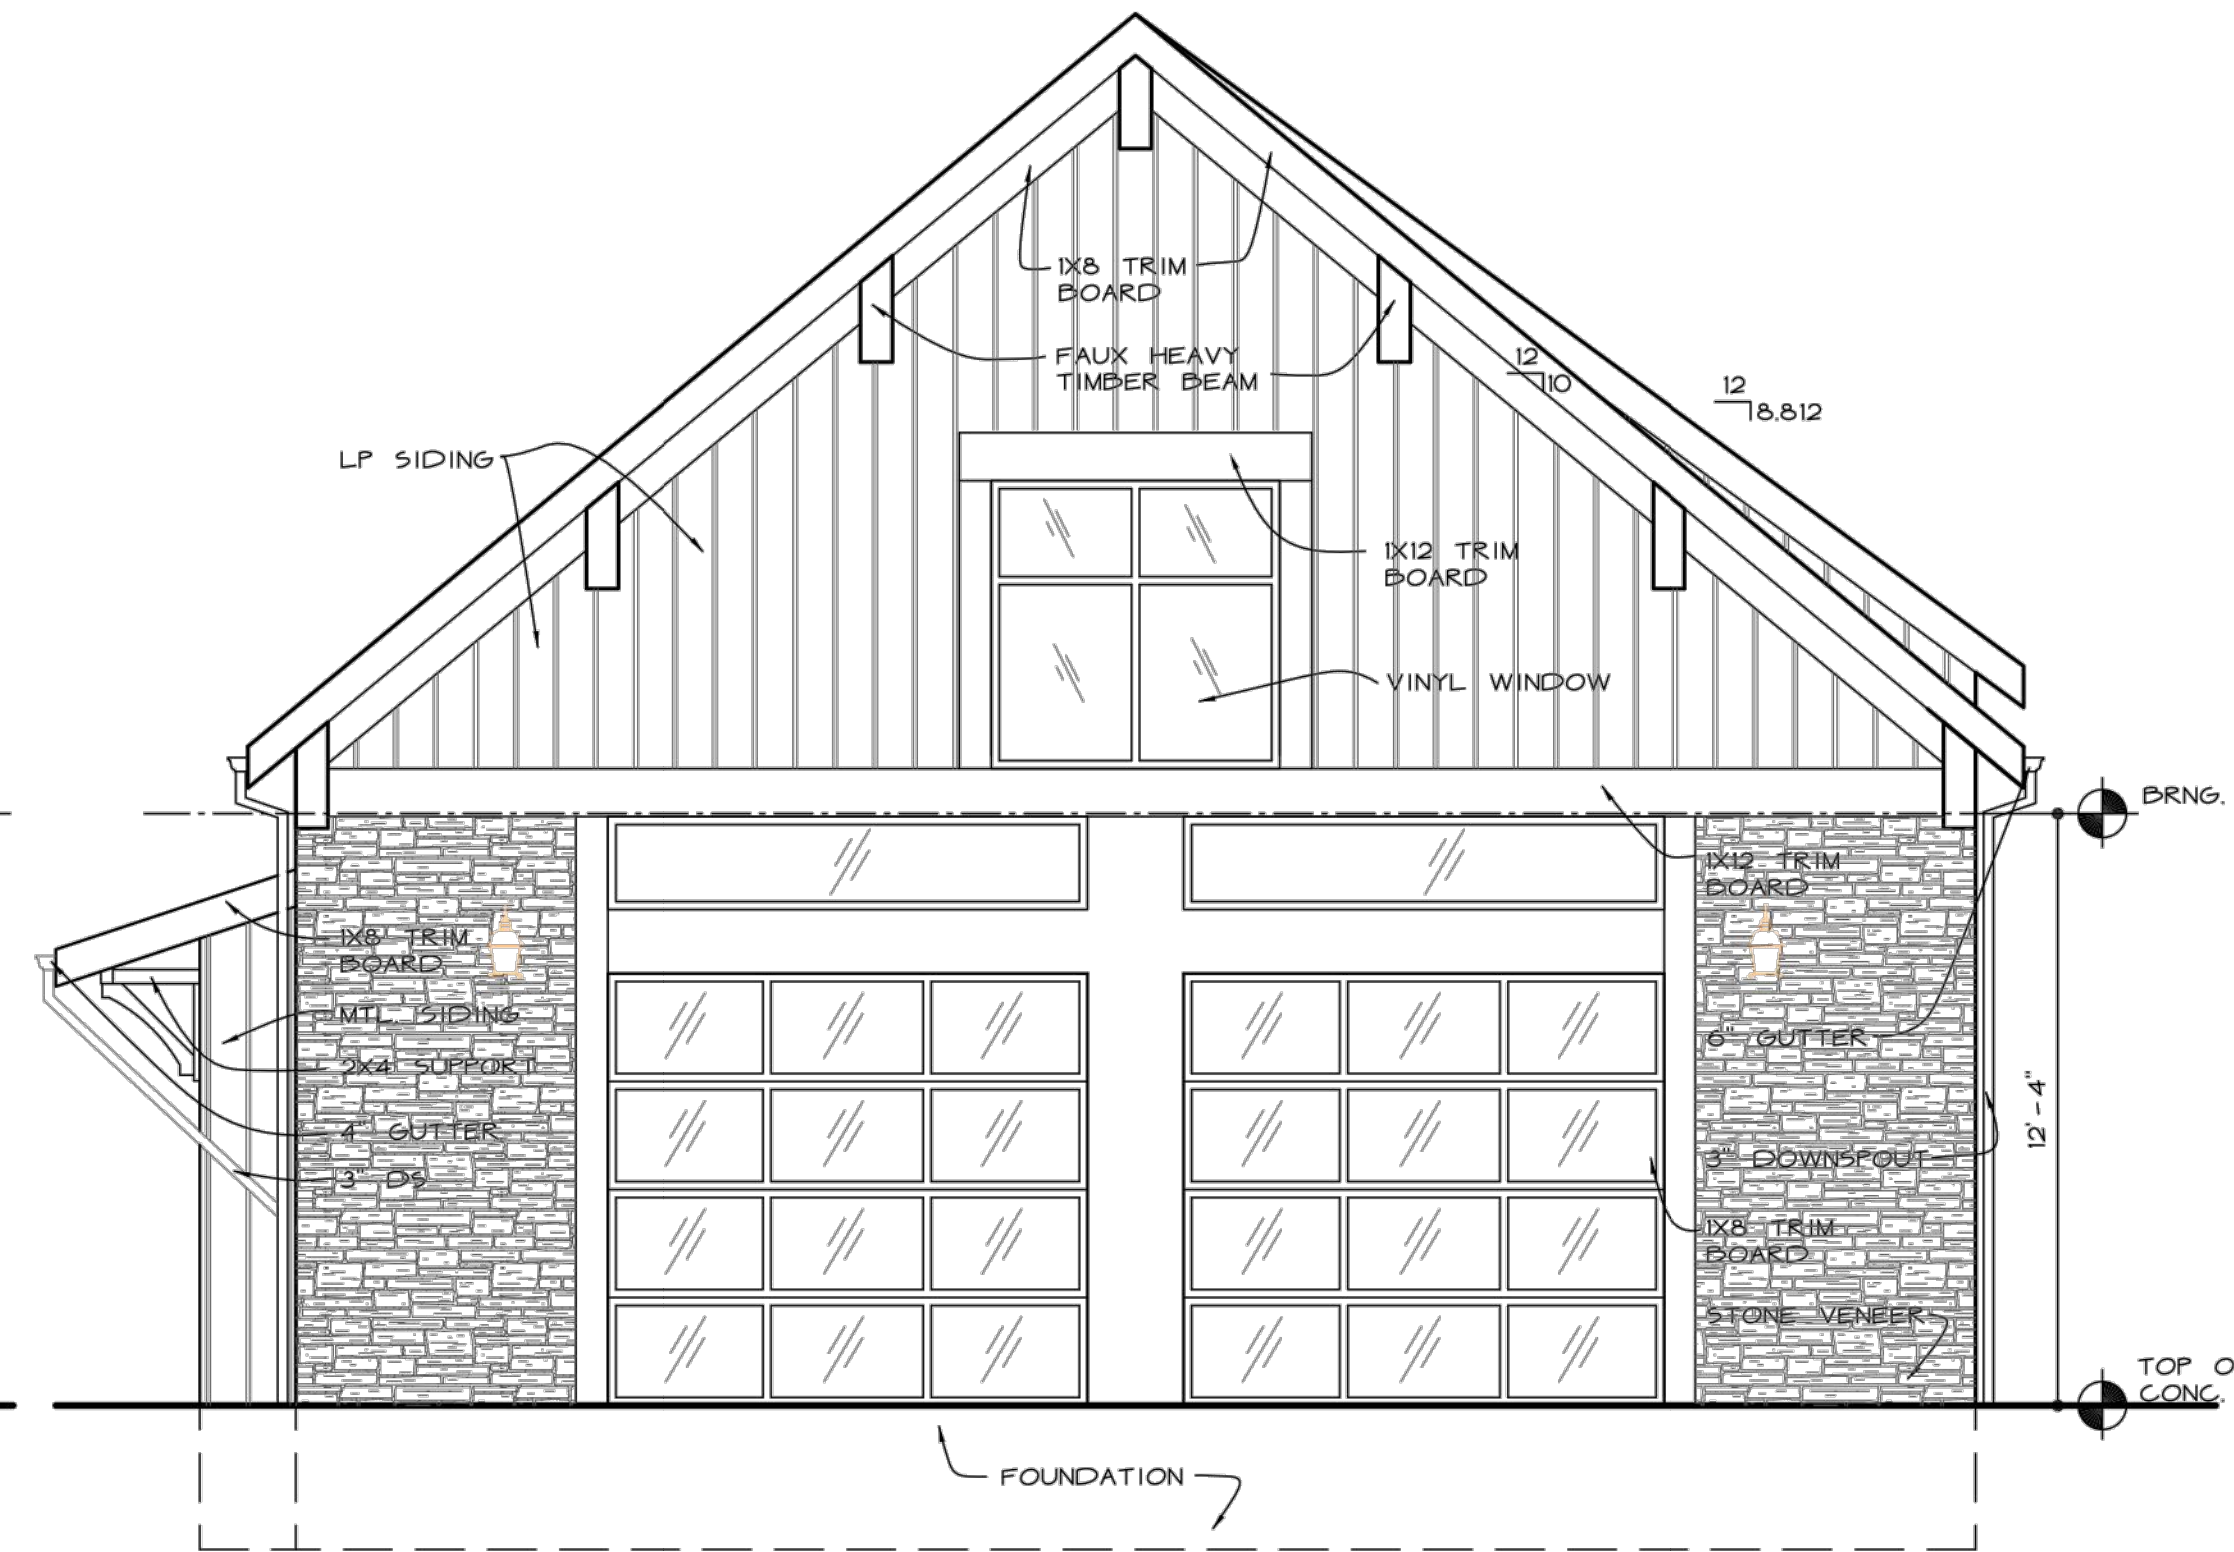 1X8 TRIM
BOARD
FAUX HEAVY
TIMBER BEAM
12
10
12
8.812
LP SIDING
1X12 TRIM
BOARD
VINYL WINDOW
BRNG.
1X12 TRIM
BOARD
1X8 TRIM
BOARD
MTL. SIDING
2X4 SUPPORT
4" GUTTER
3" DS
6" GUTTER
12'-4"
3" DOWNSPOUT
1X8 TRIM
BOARD
STONE VENEER
TOP O
CONC.
FOUNDATION